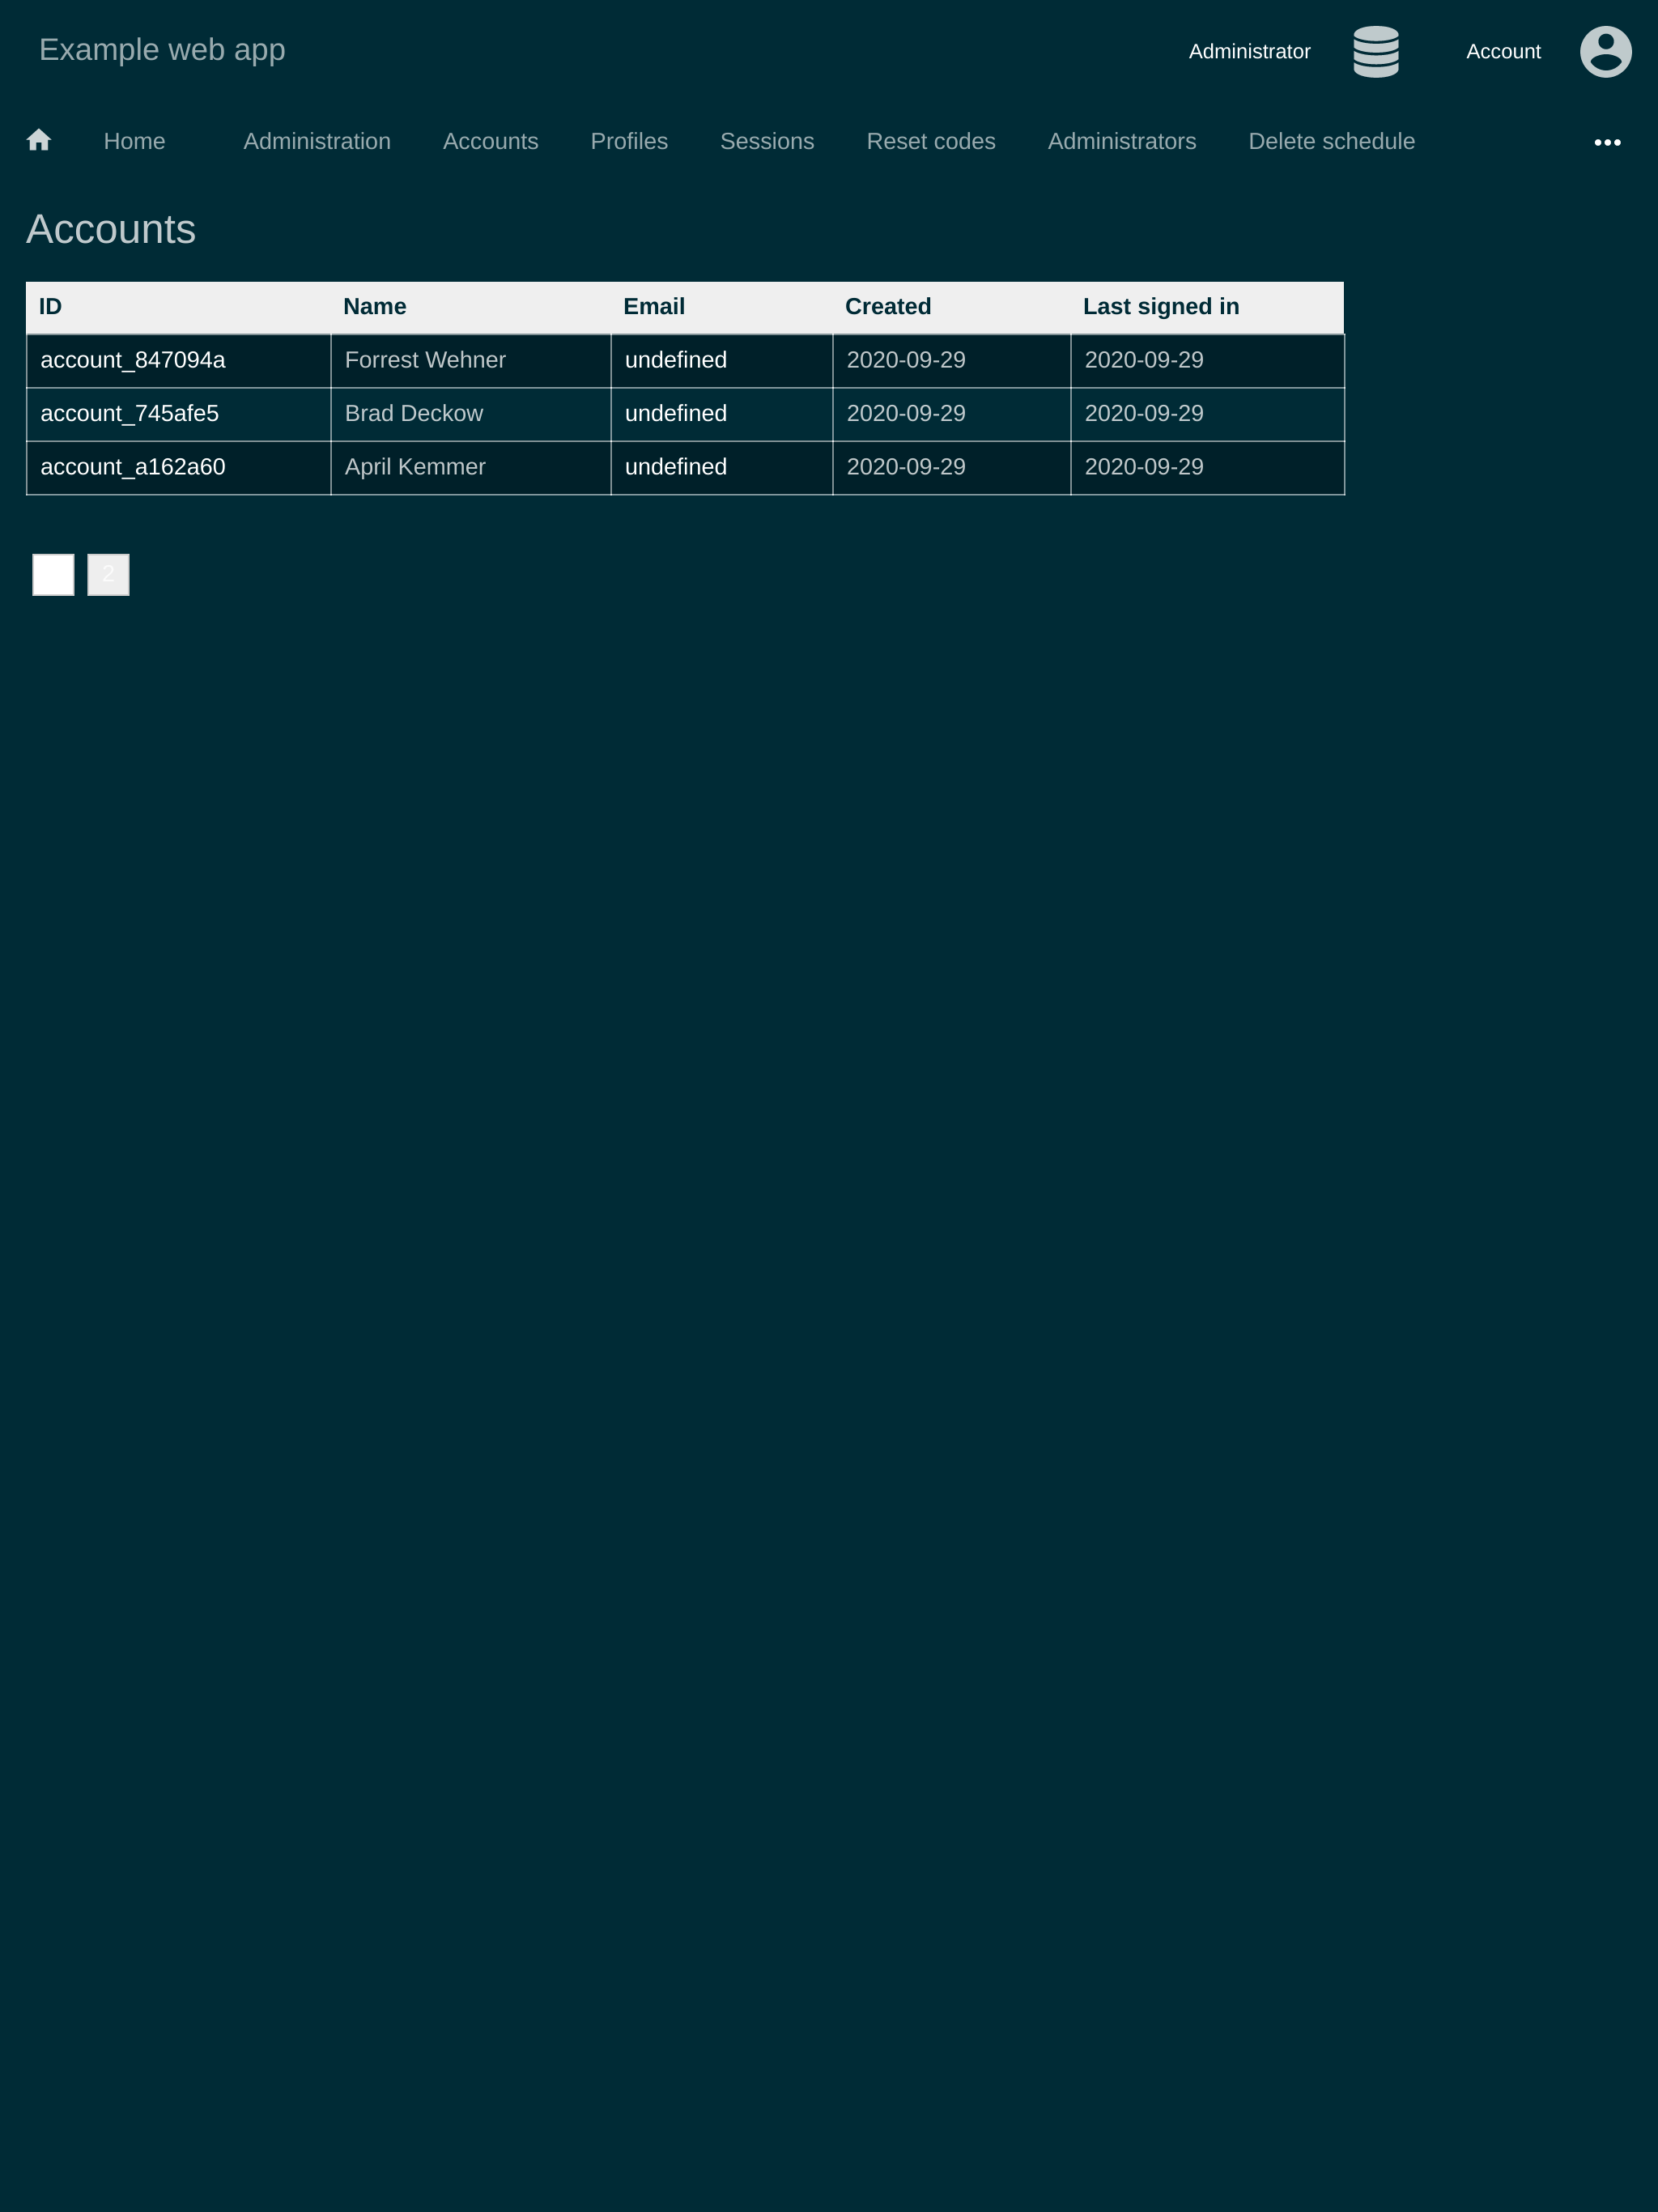 Example web app
Administrator Account
Home Administration Accounts Profiles Sessions Reset codes Administrators Delete schedule
Accounts
ID Name Email Created Last signed in
account_847094a Forrest Wehner undefined 2020-09-29 2020-09-29
account_745afe5 Brad Deckow undefined 2020-09-29 2020-09-29
account_a162a60 April Kemmer undefined 2020-09-29 2020-09-29
2